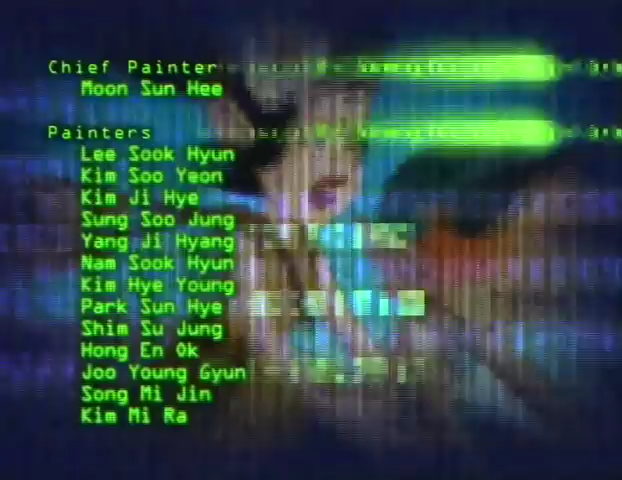 Chief Painter
Moon Sun Hee
Painters
Lee Sook Hyun
Kim Soo Yeon
Kim Ji Hye
Sung Soo Jung
Yang Ji Hyang
Nam Sook Hyun
Kim Hye Young
Park Sun Hye
Shim Su Jung
Hong En Ok
Joo Young Gyun
Song Mi Jin
Kim Mi Ra